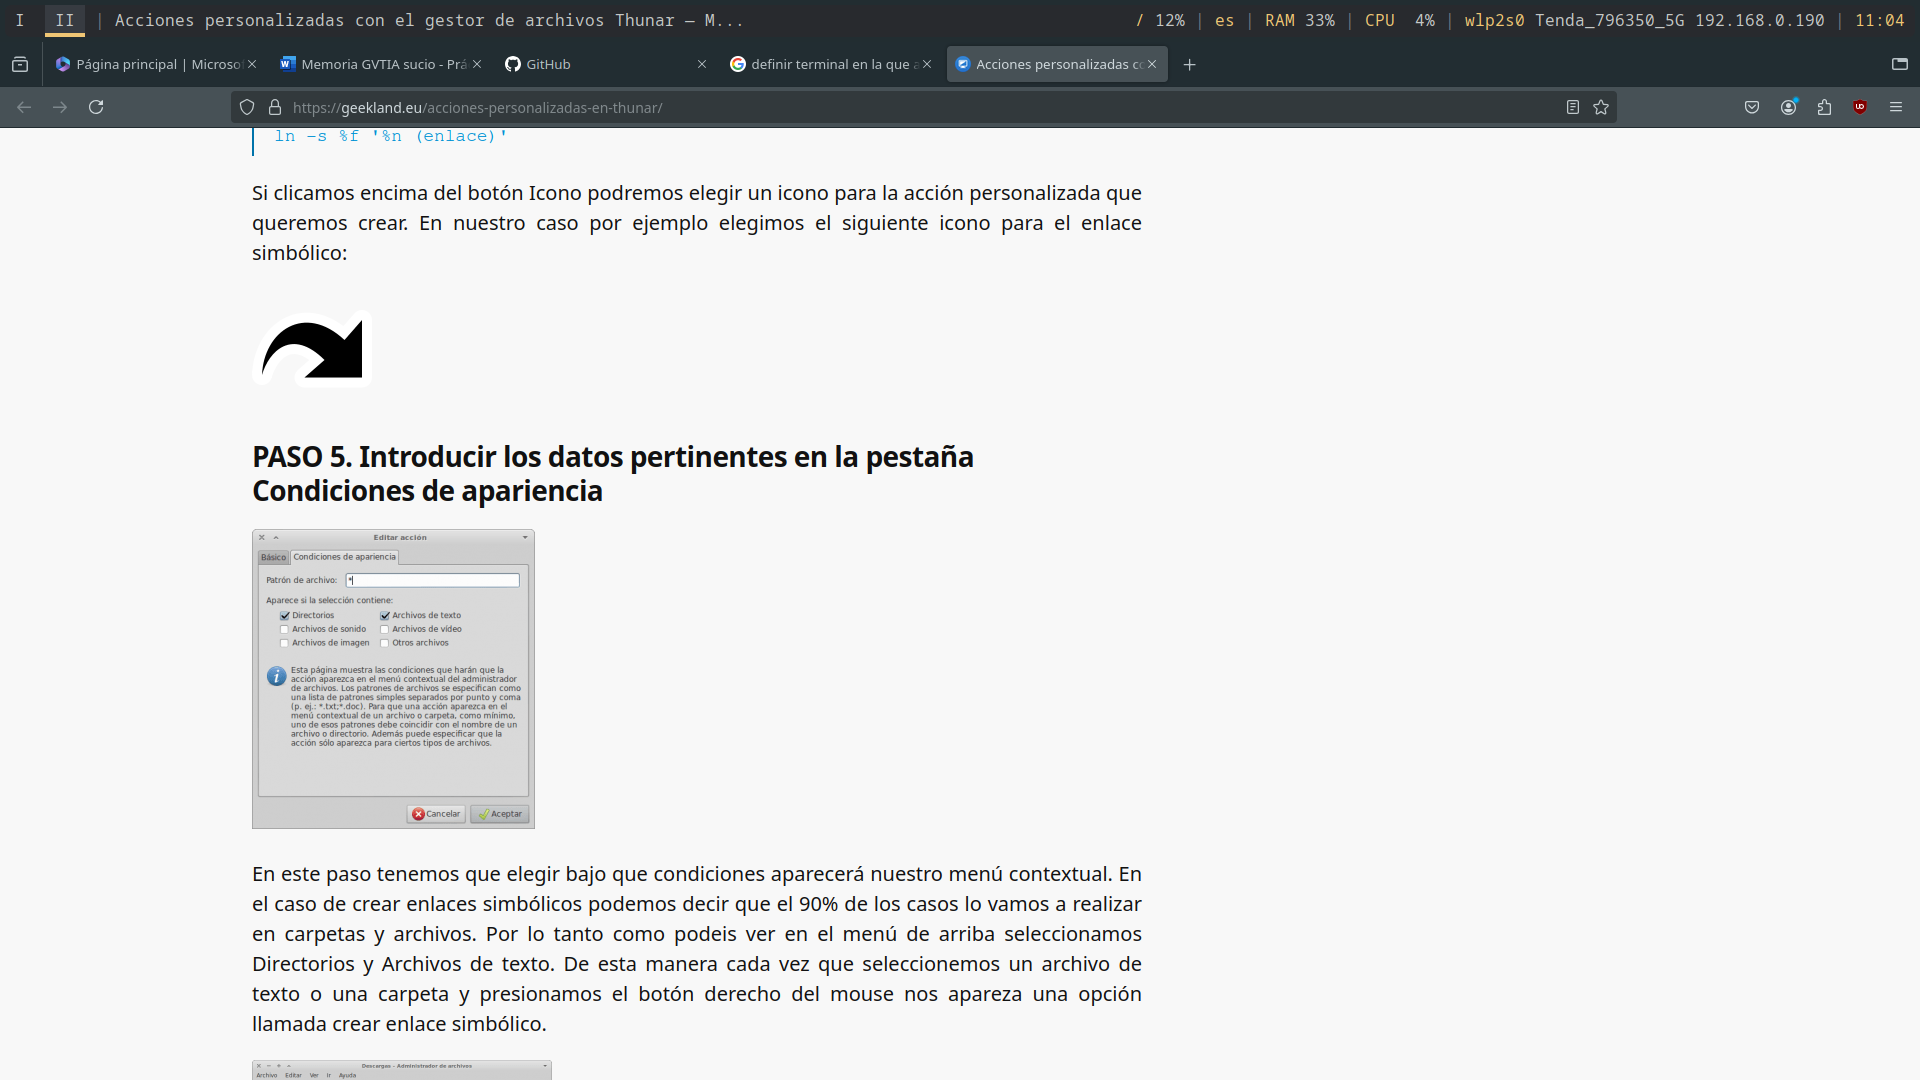 I II | Acciones personalizadas con el gestor de archivos Thunar — M... / 12% | es | RAM 33% | CPU 4% | wlp2s0 Tenda_796350_5G 192.168.0.190 | 11:04
Página principal | Microso Memoria GVTIA sucio - Prá GitHub definir terminal en la que a Acciones personalizadas co
https://geekland.eu/acciones-personalizadas-en-thunar/
ln -s %f '%n (enlace)'
Si clicamos encima del botón Icono podremos elegir un icono para la acción personalizada que
queremos crear. En nuestro caso por ejemplo elegimos el siguiente icono para el enlace
simbólico:
PASO 5. Introducir los datos pertinentes en la pestaña
Condiciones de apariencia
Editar acción
Básico Condiciones de apariencia
Patrón de archivo: *
Aparece si la selección contiene:
Directorios Archivos de texto
Archivos de sonido Archivos de vídeo
Archivos de imagen Otros archivos
Esta página muestra las condiciones que harán que la
acción aparezca en el menú contextual del administrador
de archivos. Los patrones de archivos se especifican como
una lista de patrones simples separados por punto y coma
(p. ej.: *.txt;*.doc). Para que una acción aparezca en el
menú contextual de un archivo o carpeta, como mínimo,
uno de esos patrones debe coincidir con el nombre de un
archivo o directorio. Además puede especificar que la
acción sólo aparezca para ciertos tipos de archivos.
Cancelar Aceptar
En este paso tenemos que elegir bajo que condiciones aparecerá nuestro menú contextual. En
el caso de crear enlaces simbólicos podemos decir que el 90% de los casos lo vamos a realizar
en carpetas y archivos. Por lo tanto como podeis ver en el menú de arriba seleccionamos
Directorios y Archivos de texto. De esta manera cada vez que seleccionemos un archivo de
texto o una carpeta y presionamos el botón derecho del mouse nos apareza una opción
llamada crear enlace simbólico.
Descargas - Administrador de archivos
Archivo Editar Ver Ir Ayuda